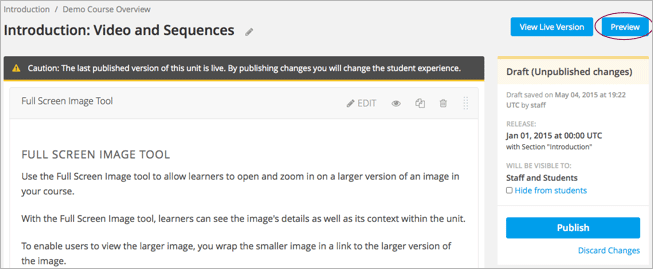 Introduction / Demo Course Overview
Introduction: Video and Sequences
View Live Version
Preview
Caution: The last published version of this unit is live. By publishing changes you will change the student experience.
Full Screen Image Tool
EDIT
FULL SCREEN IMAGE TOOL
Use the Full Screen Image tool to allow learners to open and zoom in on a larger version of an image in
your course.
With the Full Screen Image tool, learners can see the image's details as well as its context within the unit.
To enable users to view the larger image, you wrap the smaller image in a link to the larger version of
the image.
Draft (Unpublished changes)
Draft saved on May 04, 2015 at 19:22
UTC by staff
RELEASE:
Jan 01, 2015 at 00:00 UTC
with Section "Introduction"
WILL BE VISIBLE TO:
Staff and Students
Hide from students
Publish
Discard Changes